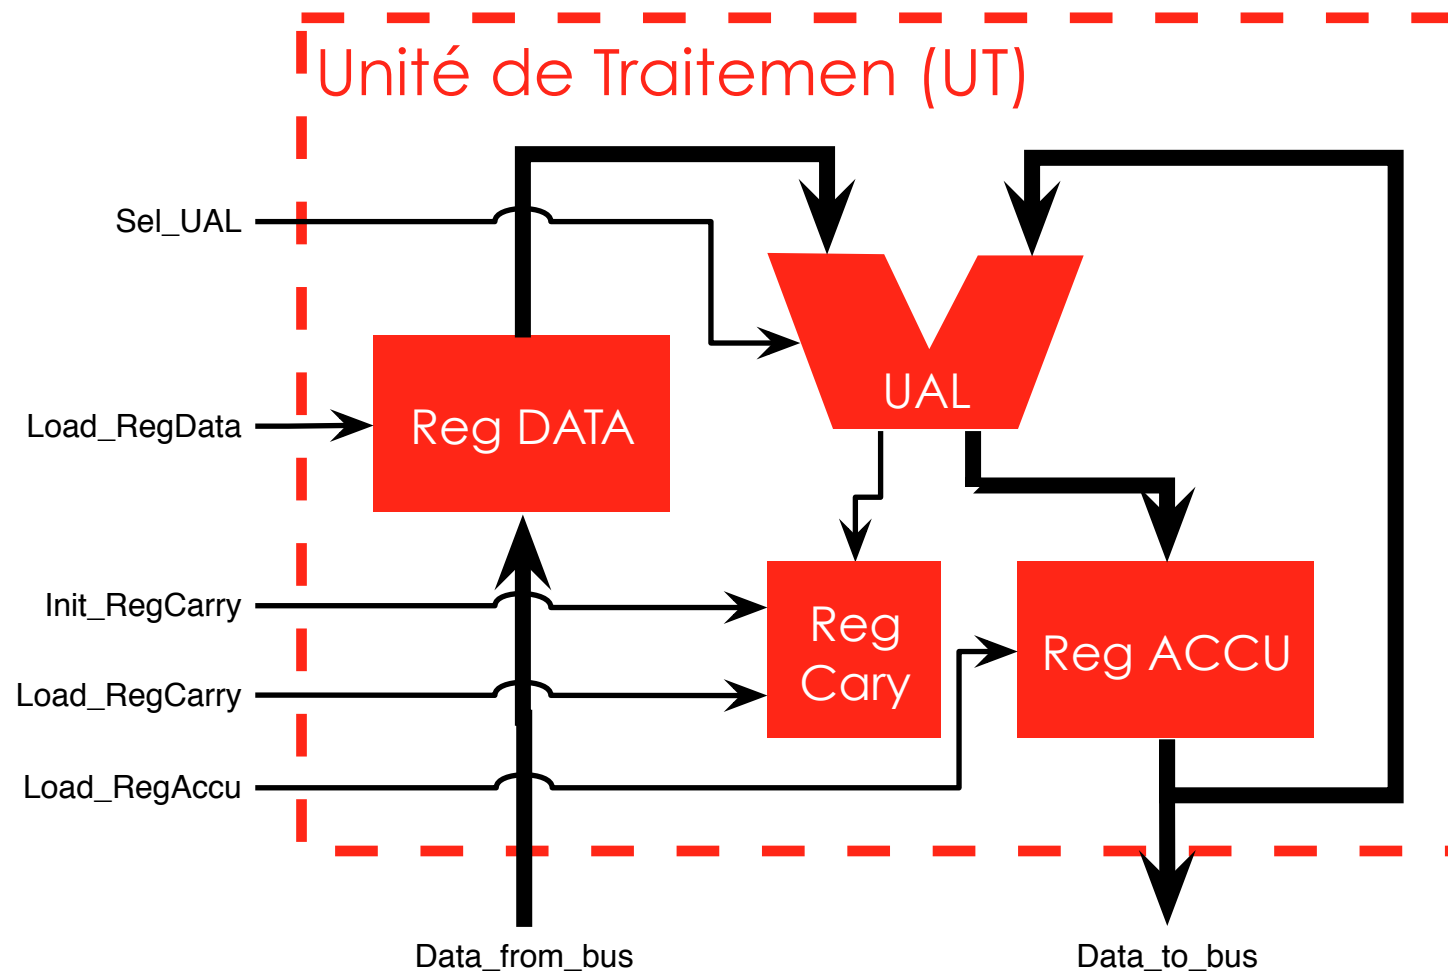 Unité de Traitemen (UT)
Sel_UAL
UAL
Load_RegData
Reg DATA
Init_RegCarry
Load_RegCarry
Reg
Cary
Reg ACCU
Load_RegAccu
Data_from_bus
Data_to_bus